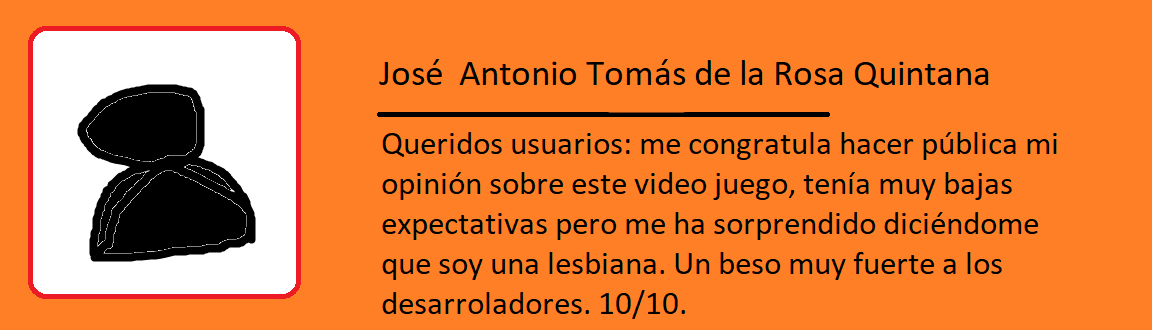 José  Antonio Tomás de la Rosa Quintana
Queridos usuarios: me congratula hacer pública mi
opinión sobre este video juego, tenía muy bajas
expectativas pero me ha sorprendido diciéndome
que soy una lesbiana. Un beso muy fuerte a los
desarroladores. 10/10.